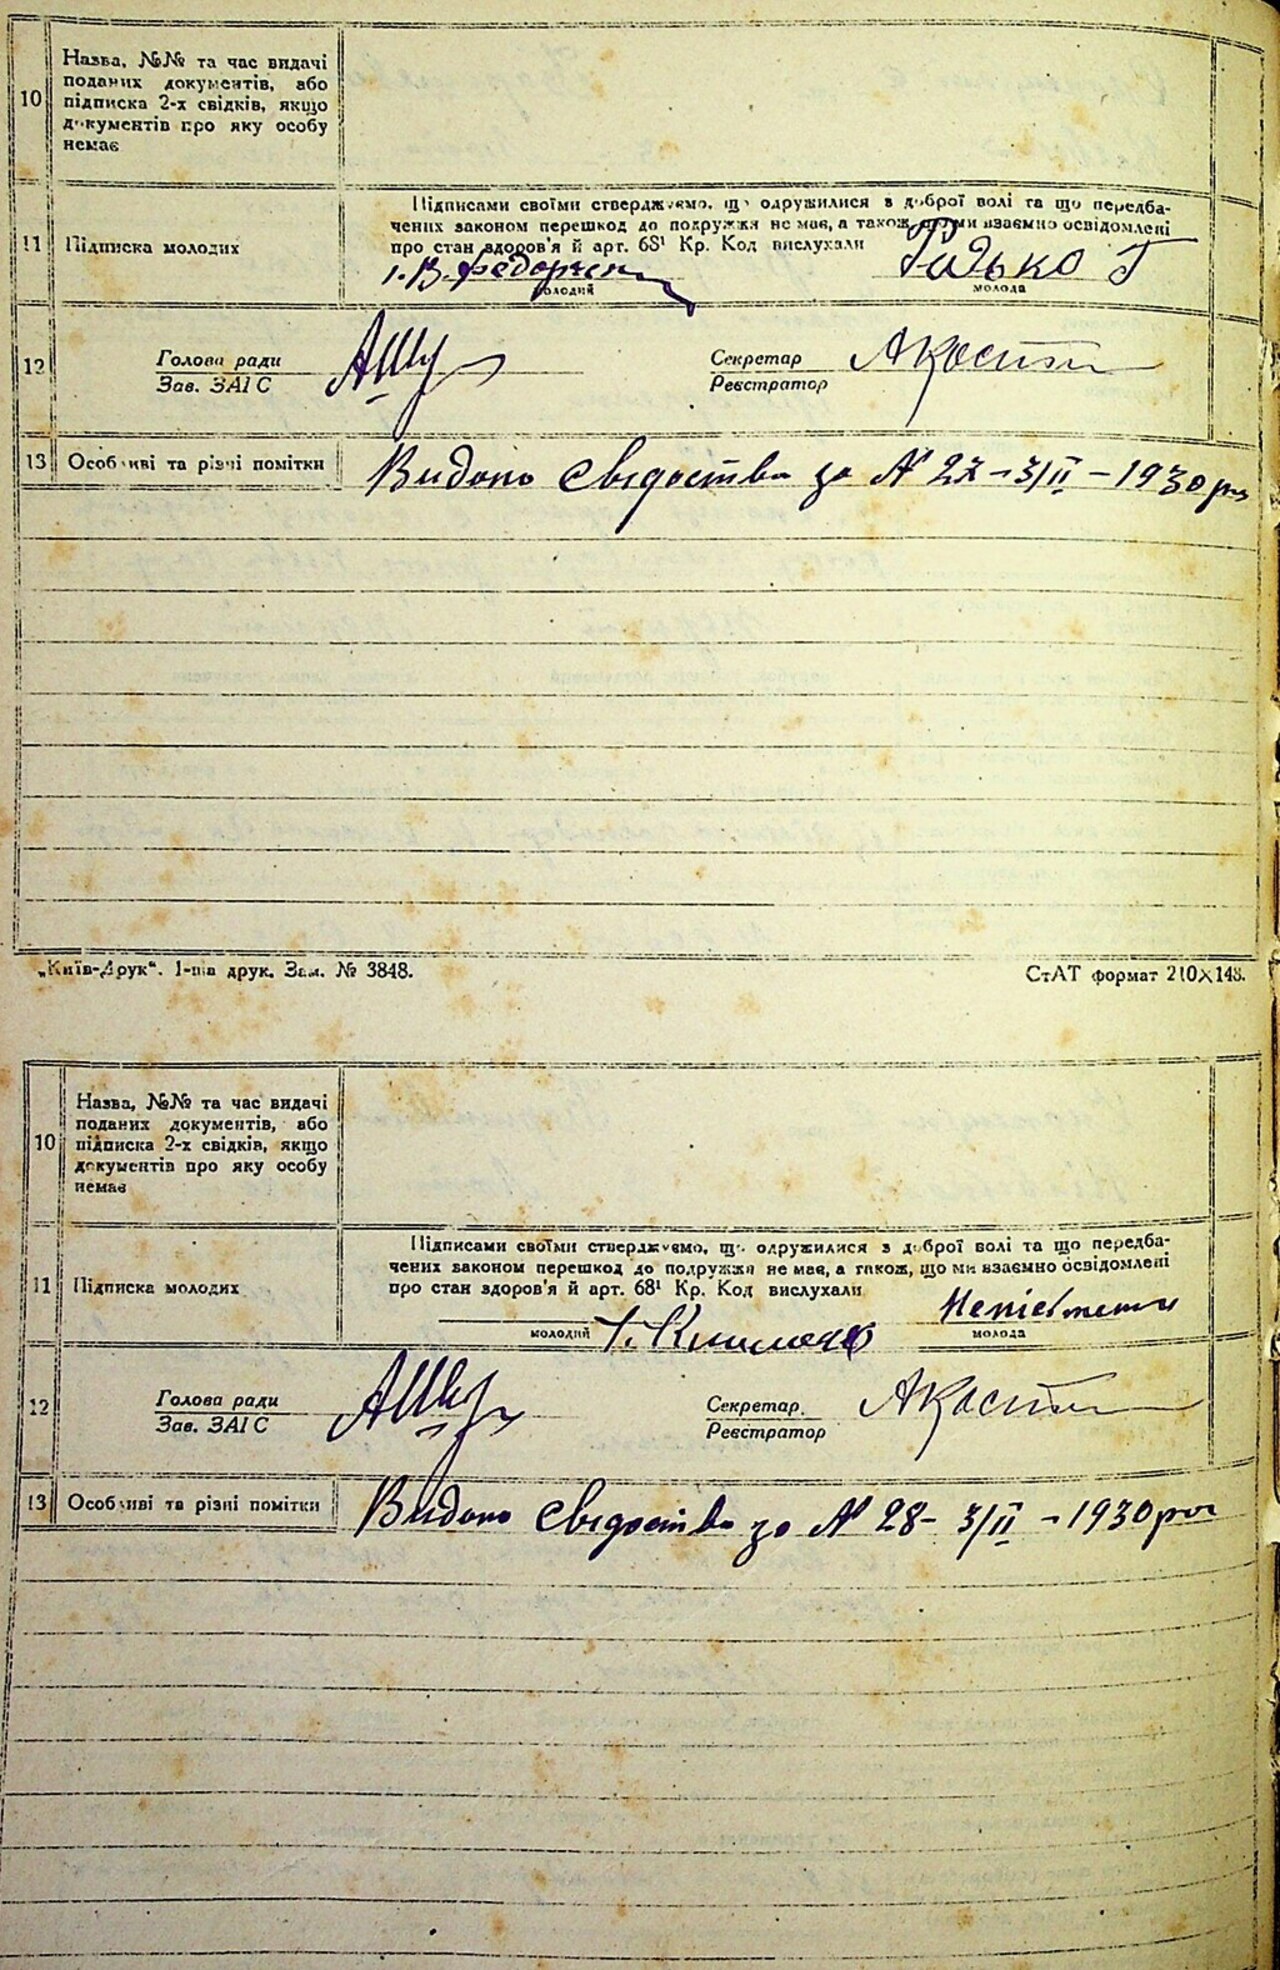 10
Назва, №№ та час видачі
поданих документів, або
підписка 2-х свідків, якщо
документів про яку особу
немає
11
Підписка молодих
Підписами своїми стверджуємо, що одружилися з доброї волі та що передба-
чених законом перешкод до подружжя не має, а також, що ми взаємно освідомлені
про стан здоров'я й арт. 68¹ Кр. Код вислухали
молодий
Радько Г
молода
12
Голова ради
Зав. ЗАГС
Секретар
Реєстратор
13
Особливі та різні помітки
Видано свідоцтво за № 27 - 3/II - 1930 рок
„Київ-Друк". 1-ша друк. Зам. № 3848.
СтАТ формат 210×148.
10
Назва, №№ та час видачі
поданих документів, або
підписка 2-х свідків, якщо
документів про яку особу
немає
11
Підписка молодих
Підписами своїми стверджуємо, що одружилися з доброї волі та що передба-
чених законом перешкод до подружжя не має, а також, що ми взаємно освідомлені
про стан здоров'я й арт. 68¹ Кр. Код вислухали
молодий
молода
12
Голова ради
Зав. ЗАГС
Секретар
Реєстратор
13
Особливі та різні помітки
Видано свідоцтво за № 28 - 3/II - 1930 рок